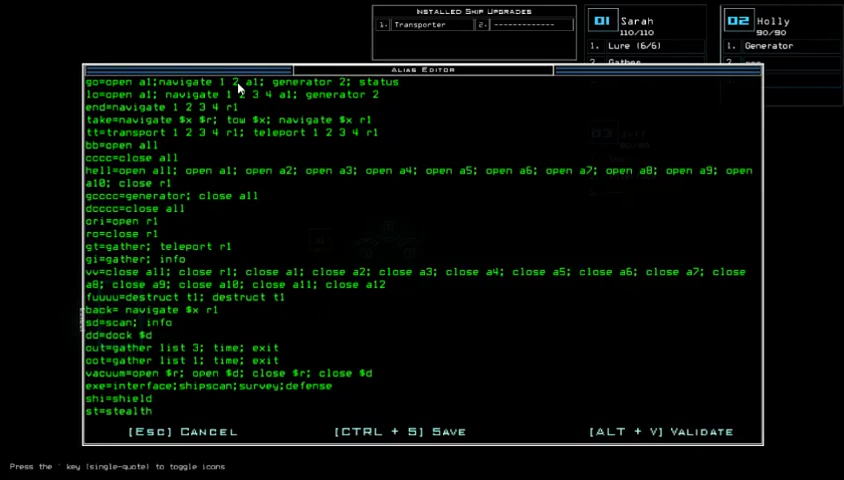 Installed Ship Upgrades
1. Transporter 2. -------------
01 Sarah
110/110
1. Lure (6/6)
2. Gather
02 Holly
90/90
1. Generator
Alias Editor
go=open a1;navigate 1 2 a1; generator 2; status
lo=open a1; navigate 1 2 3 4 a1; generator 2
end=navigate 1 2 3 4 r1
take=navigate $x $r; tow $x; navigate $x r1
tt=transport 1 2 3 4 r1; teleport 1 2 3 4 r1
bb=open all
cccc=close all
hell=open all; open a1; open a2; open a3; open a4; open a5; open a6; open a7; open a8; open a9; open
a10; close r1
gcccc=generator; close all
dcccc=close all
ori=open r1
ro=close r1
gt=gather; teleport r1
gi=gather; info
vv=close all; close r1; close a1; close a2; close a3; close a4; close a5; close a6; close a7; close
a8; close a9; close a10; close a11; close a12
fuuuu=destruct t1; destruct t1
back= navigate $x r1
sd=scan; info
dd=dock $d
out=gather list 3; time; exit
oot=gather list 1; time; exit
vacuum=open $r; open $d; close $r; close $d
exe=interface;shipscan;survey;defense
shi=shield
st=stealth
[Esc] Cancel [CTRL + S] Save [ALT + V] Validate
Press the ` key (single-quote) to toggle icons